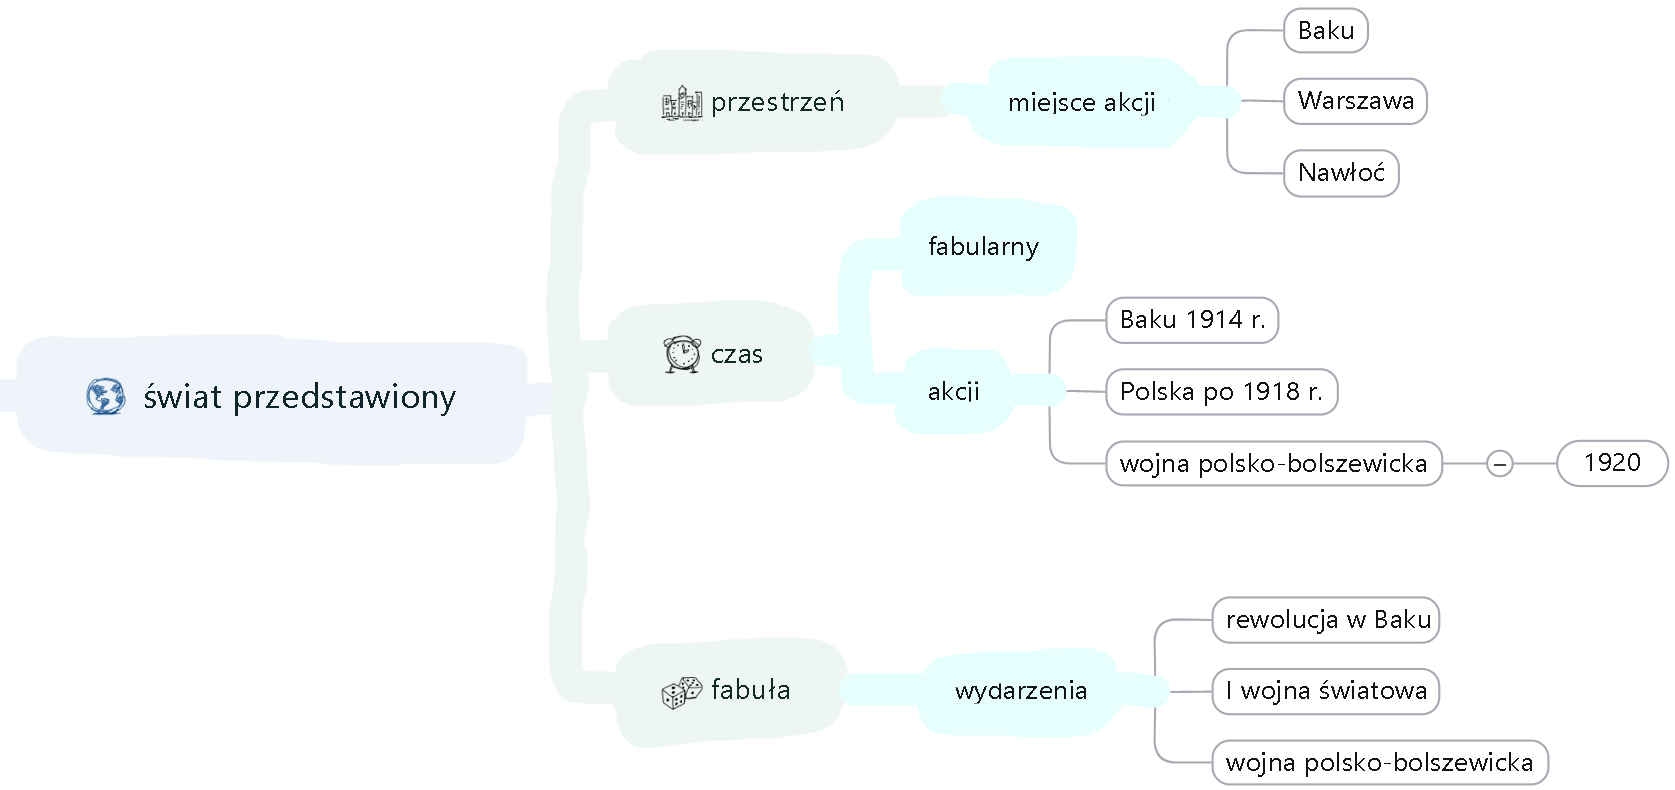 świat przedstawiony
przestrzeń
miejsce akcji
Baku
Warszawa
Nawłoć
czas
fabularny
akcji
Baku 1914 r.
Polska po 1918 r.
wojna polsko-bolszewicka
1920
fabuła
wydarzenia
rewolucja w Baku
I wojna światowa
wojna polsko-bolszewicka